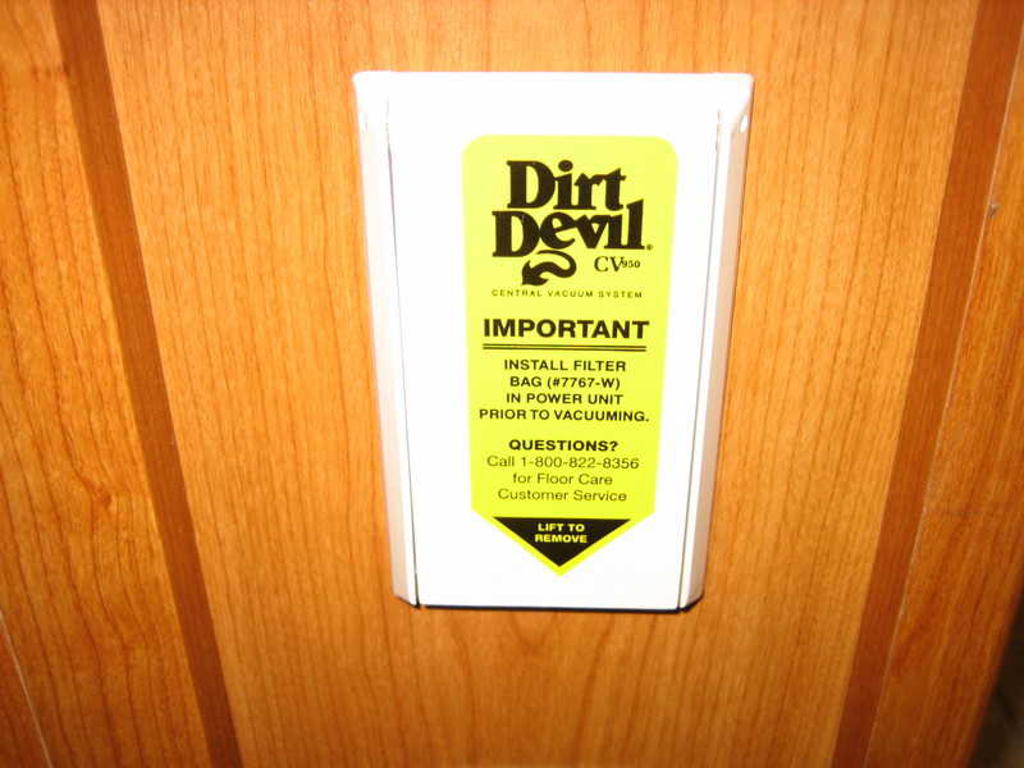 Dirt
Devil®
CV950
CENTRAL VACUUM SYSTEM
IMPORTANT
INSTALL FILTER
BAG (#7767-W)
IN POWER UNIT
PRIOR TO VACUUMING.
QUESTIONS?
Call 1-800-822-8356
for Floor Care
Customer Service
LIFT TO
REMOVE